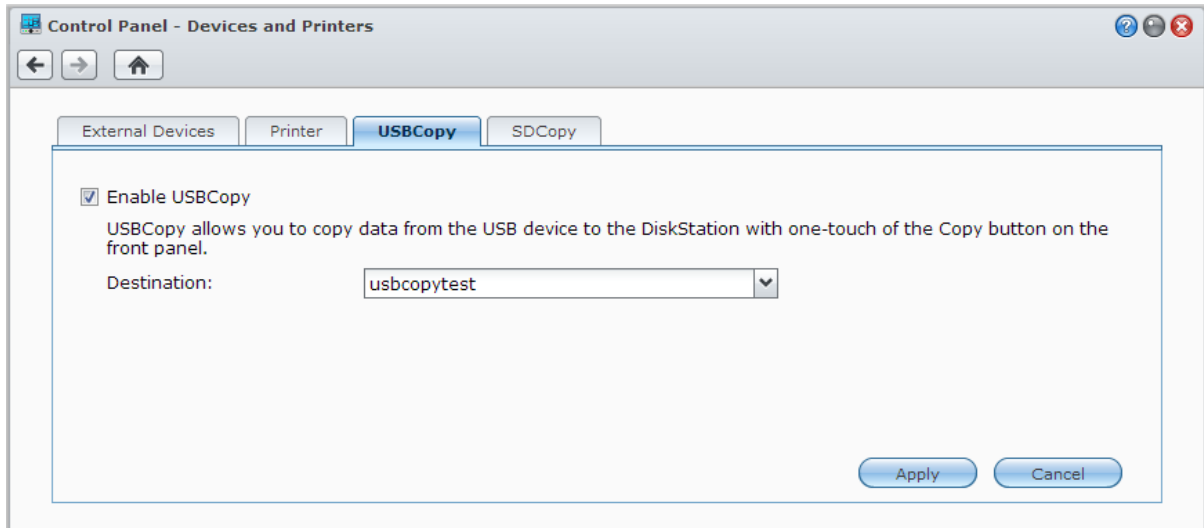 Control Panel - Devices and Printers
External Devices
Printer
USBCopy
SDCopy
Enable USBCopy
USBCopy allows you to copy data from the USB device to the DiskStation with one-touch of the Copy button on the
front panel.
Destination:
usbcopytest
Apply
Cancel